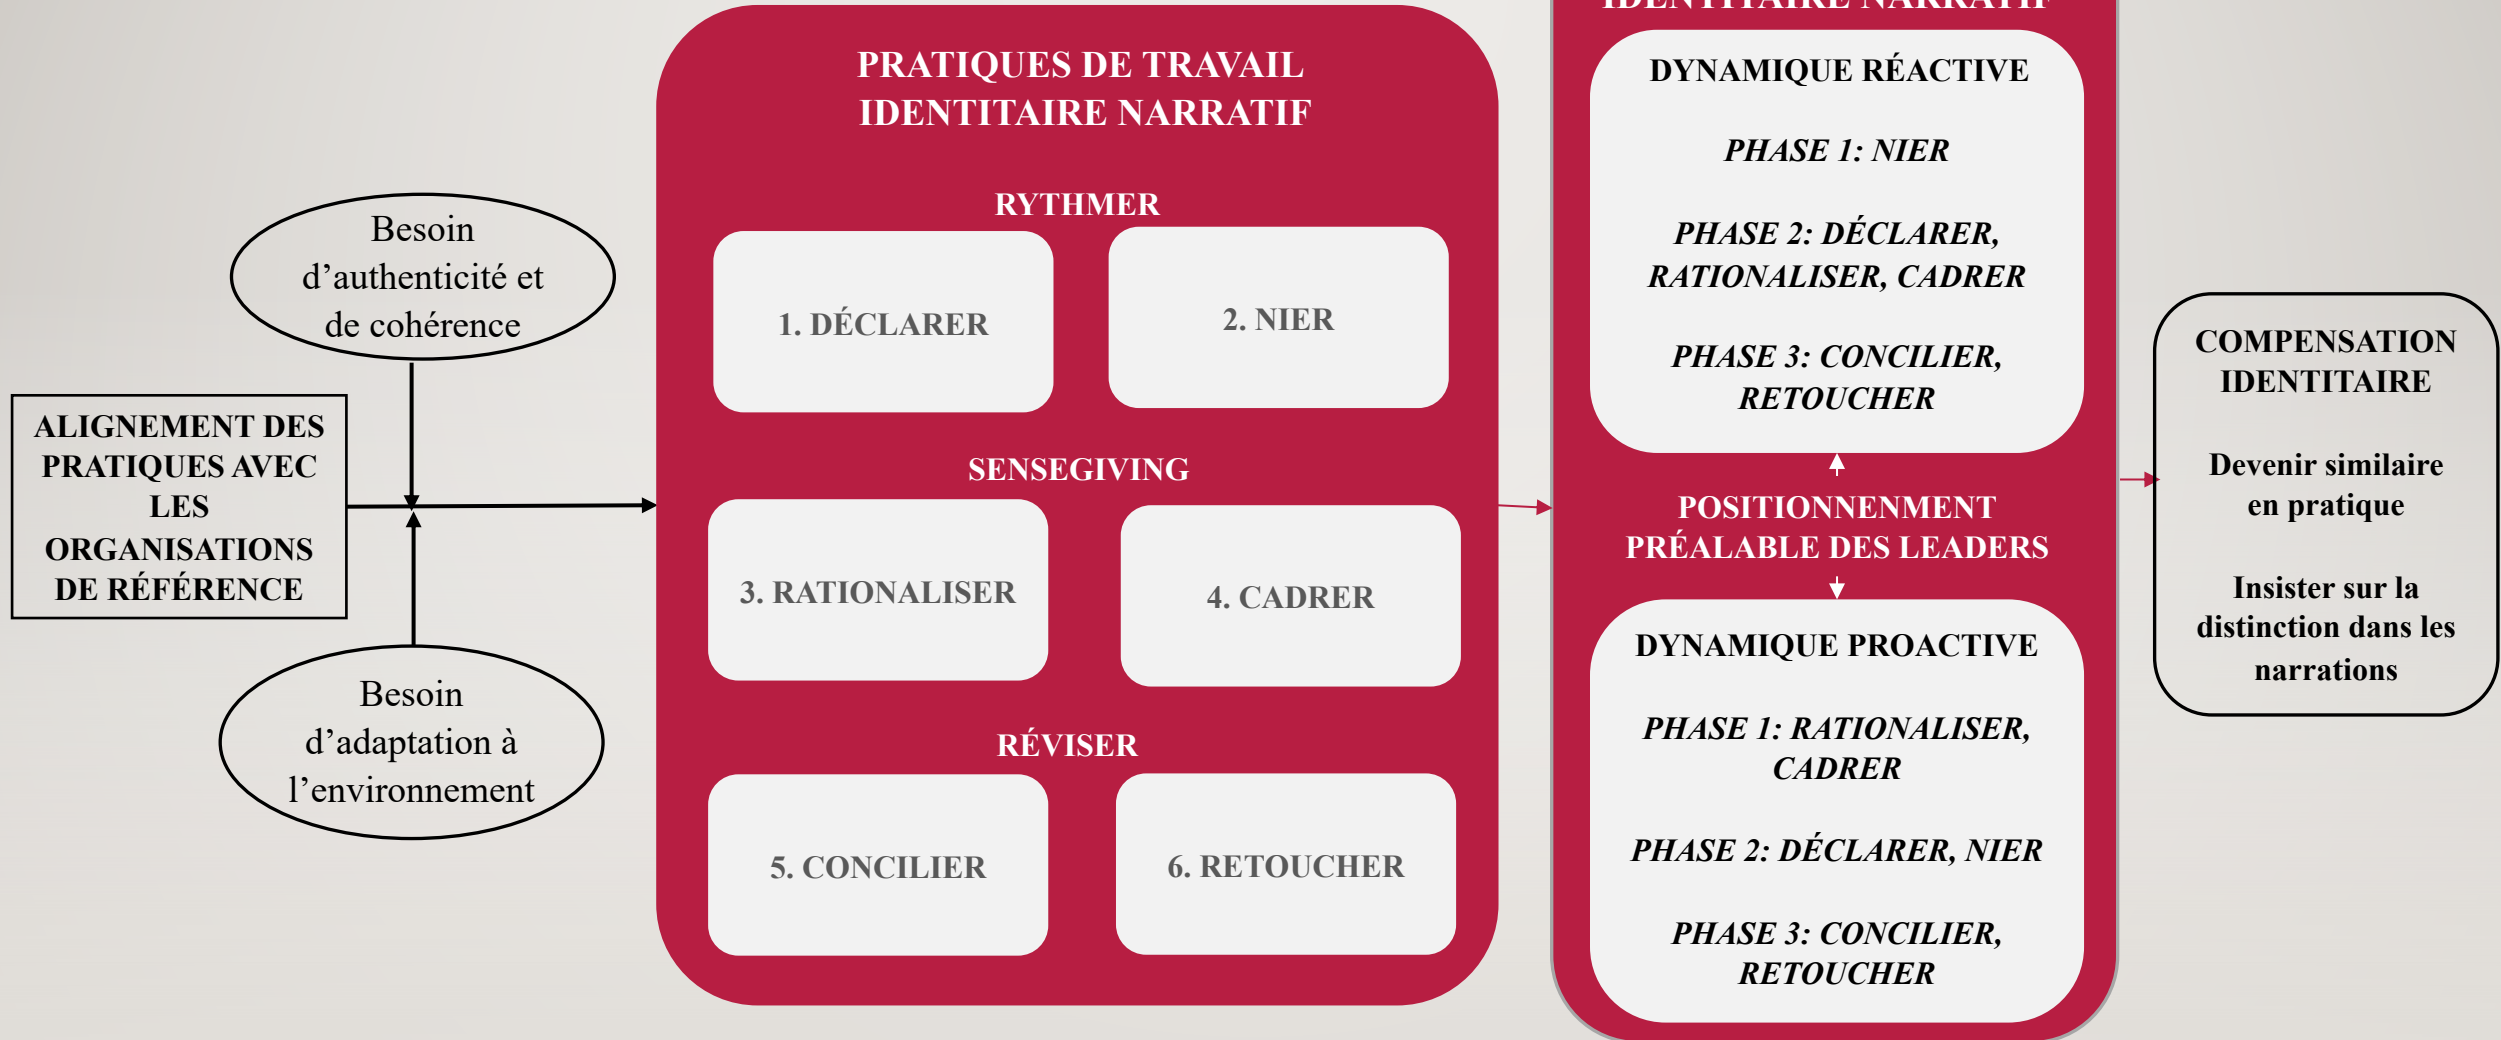 ALIGNEMENT DES
PRATIQUES AVEC
LES
ORGANISATIONS
DE RÉFÉRENCE
Besoin
d’authenticité et
de cohérence
Besoin
d’adaptation à
l’environnement
PRATIQUES DE TRAVAIL
IDENTITAIRE NARRATIF
RYTHMER
1. DÉCLARER
2. NIER
SENSEGIVING
3. RATIONALISER
4. CADRER
RÉVISER
5. CONCILIER
6. RETOUCHER
IDENTITAIRE NARRATIF
DYNAMIQUE RÉACTIVE
PHASE 1: NIER
PHASE 2: DÉCLARER,
RATIONALISER, CADRER
PHASE 3: CONCILIER,
RETOUCHER
POSITIONNENMENT
PRÉALABLE DES LEADERS
DYNAMIQUE PROACTIVE
PHASE 1: RATIONALISER,
CADRER
PHASE 2: DÉCLARER, NIER
PHASE 3: CONCILIER,
RETOUCHER
COMPENSATION
IDENTITAIRE
Devenir similaire
en pratique
Insister sur la
distinction dans les
narrations